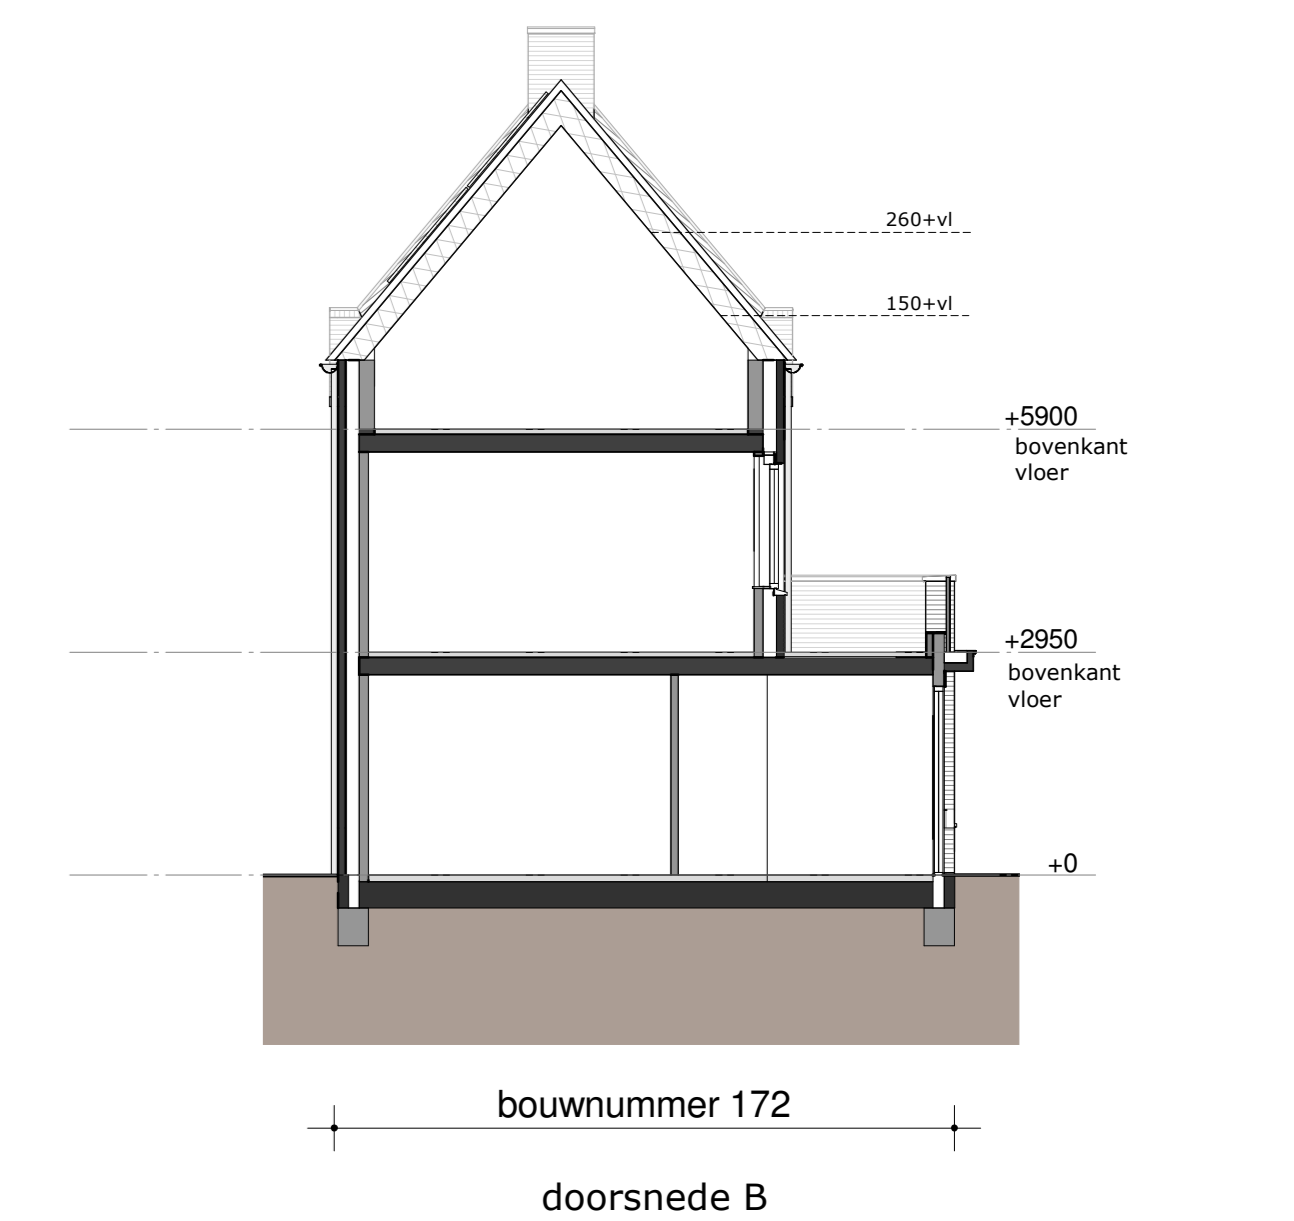 260+vl
150+vl
+5900
bovenkant
vloer
+2950
bovenkant
vloer
+0
bouwnummer 172
doorsnede B